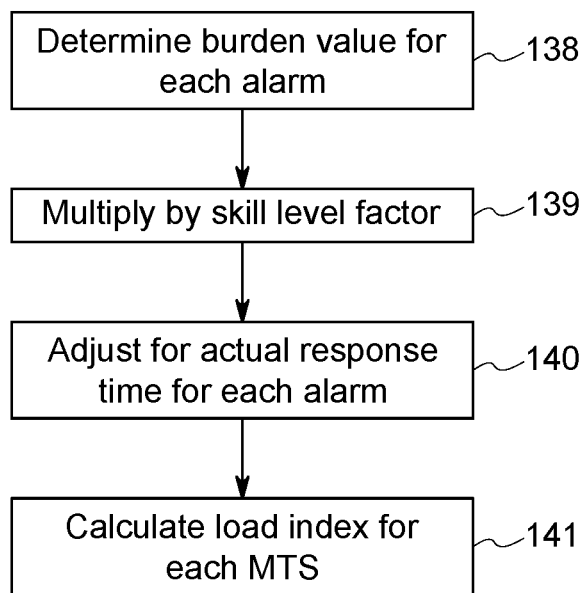 Determine burden value for
each alarm
138
Multiply by skill level factor
139
Adjust for actual response
time for each alarm
140
Calculate load index for
each MTS
141